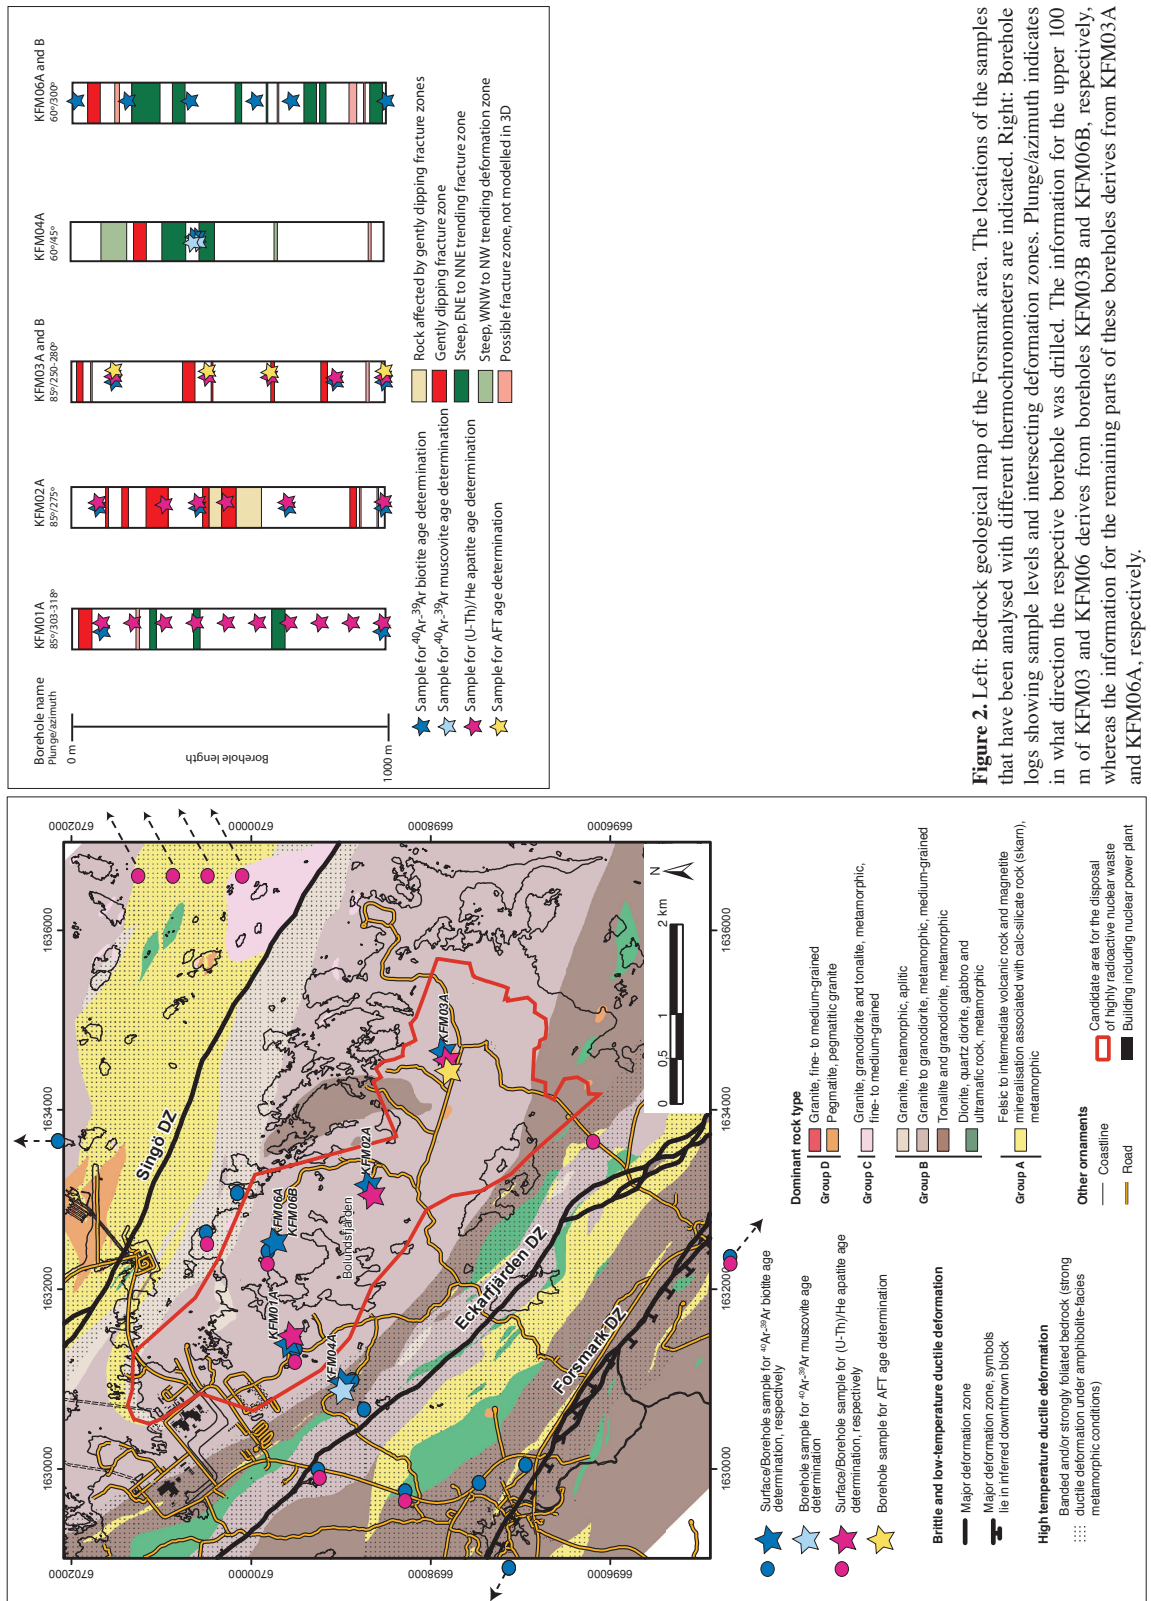 6702000
6700000
6698000
6696000
6702000
6700000
6698000
6696000
1630000
1632000
1634000
1636000
Singö DZ
KFM06A
KFM06B
KFM01A
KFM04A
Bolundsfjärden
KFM02A
KFM03A
Eckarfjärden DZ
Forsmark DZ
N
0 0,5 1 2 km
Surface/Borehole sample for ⁴⁰Ar-³⁹Ar biotite age
determination, respectively
Borehole sample for ⁴⁰Ar-³⁹Ar muscovite age
determination
Surface/Borehole sample for (U-Th)/He apatite age
determination, respectively
Borehole sample for AFT age determination
Brittle and low-temperature ductile deformation
Major deformation zone
Major deformation zone, symbols
lie in inferred downthrown block
High temperature ductile deformation
Banded and/or strongly foliated bedrock (strong
ductile deformation under amphibolite-facies
metamorphic conditions)
Dominant rock type
Group D
Granite, fine- to medium-grained
Pegmatite, pegmatitic granite
Group C
Granite, granodiorite and tonalite, metamorphic,
fine- to medium-grained
Group B
Granite, metamorphic, aplitic
Granite to granodiorite, metamorphic, medium-grained
Tonalite and granodiorite, metamorphic
Diorite, quartz diorite, gabbro and
ultramafic rock, metamorphic
Group A
Felsic to intermediate volcanic rock and magnetite
mineralisation associated with calc-silicate rock (skarn),
metamorphic
Other ornaments
Coastline
Road
Candidate area for the disposal
of highly radioactive nuclear waste
Building including nuclear power plant
Borehole name
Plunge/azimuth
0 m
Borehole length
1000 m
KFM01A
85º/303-318º
KFM02A
85º/275º
KFM03A and B
85º/250-280º
KFM04A
60º/45º
KFM06A and B
60º/300º
Sample for ⁴⁰Ar-³⁹Ar biotite age determination
Sample for ⁴⁰Ar-³⁹Ar muscovite age determination
Sample for (U-Th)/He apatite age determination
Sample for AFT age determination
Rock affected by gently dipping fracture zones
Gently dipping fracture zone
Steep, ENE to NNE trending fracture zone
Steep, WNW to NW trending deformation zone
Possible fracture zone, not modelled in 3D
Figure 2. Left: Bedrock geological map of the Forsmark area. The locations of the samples
that have been analysed with different thermochronometers are indicated. Right: Borehole
logs showing sample levels and intersecting deformation zones. Plunge/azimuth indicates
in what direction the respective borehole was drilled. The information for the upper 100
m of KFM03 and KFM06 derives from boreholes KFM03B and KFM06B, respectively,
whereas the information for the remaining parts of these boreholes derives from KFM03A
and KFM06A, respectively.